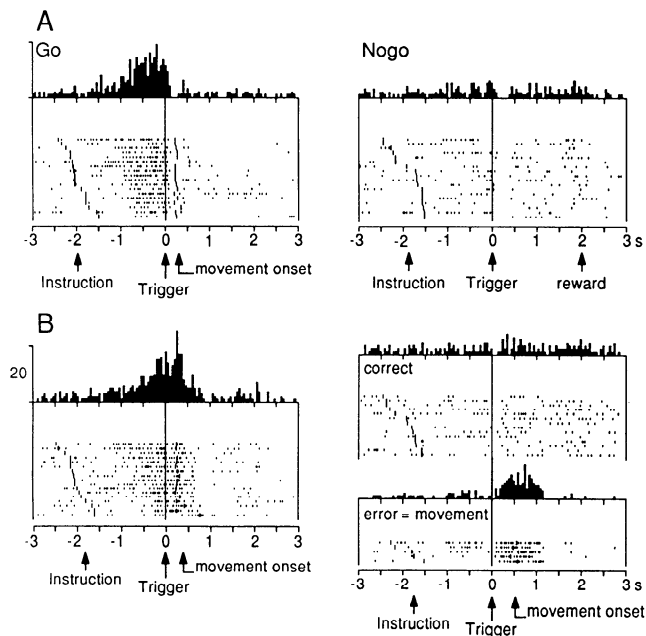 A
Go
Nogo
-3 -2 -1 0 1 2 3
-3 -2 -1 0 1 2 3 s
Instruction
Trigger
movement onset
Instruction
Trigger
reward
B
20
correct
error = movement
-3 -2 -1 0 1 2 3
-3 -2 -1 0 1 2 3 s
Instruction
Trigger
movement onset
Instruction
Trigger
movement onset